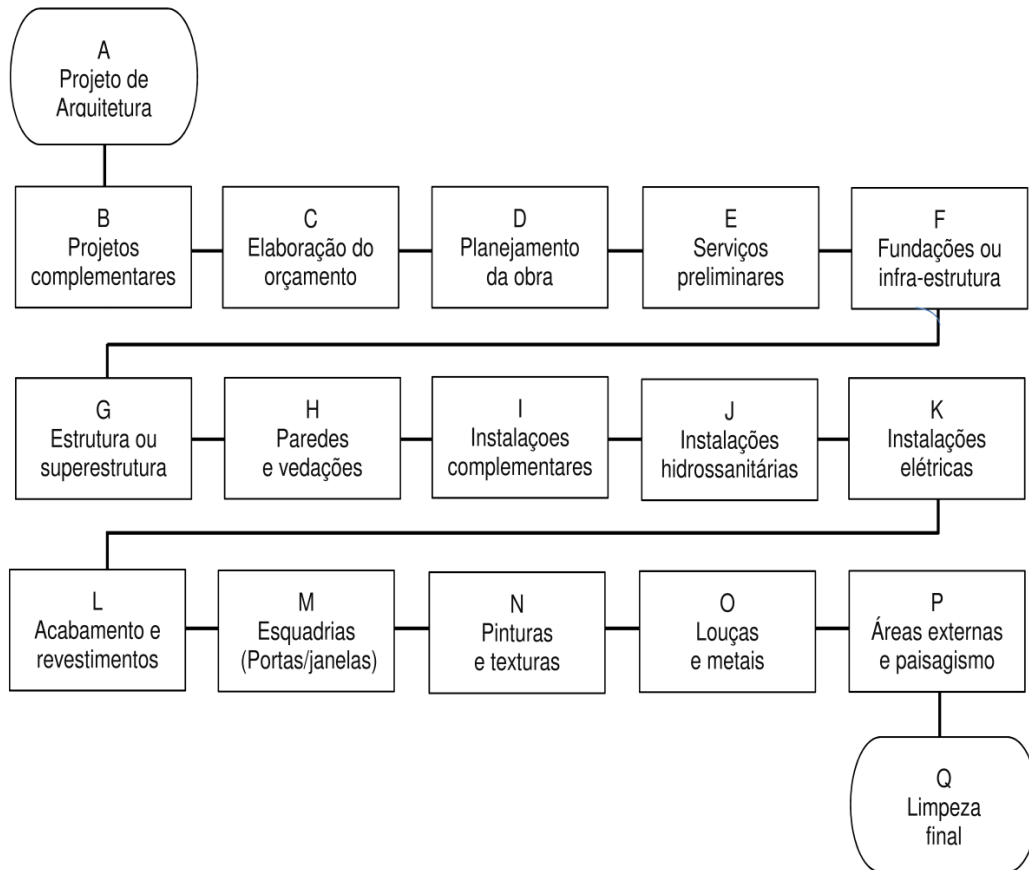 A
Projeto de
Arquitetura
B
Projetos
complementares
C
Elaboração do
orçamento
D
Planejamento
da obra
E
Serviços
preliminares
F
Fundações ou
infra-estrutura
G
Estrutura ou
superestrutura
H
Paredes
e vedações
I
Instalaçoes
complementares
J
Instalações
hidrossanitárias
K
Instalações
elétricas
L
Acabamento e
revestimentos
M
Esquadrias
(Portas/janelas)
N
Pinturas
e texturas
O
Louças
e metais
P
Áreas externas
e paisagismo
Q
Limpeza
final